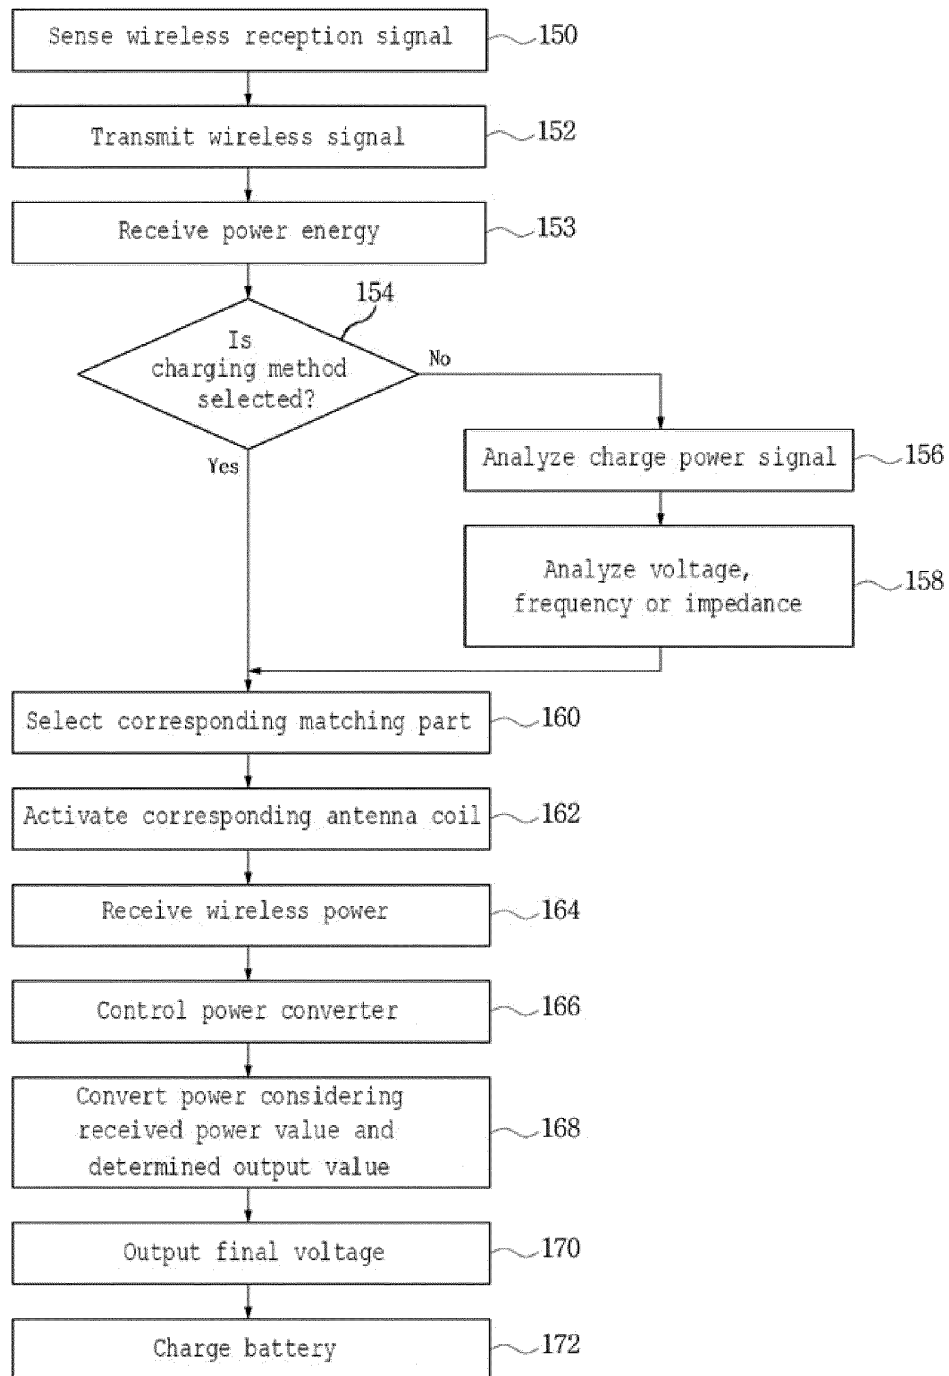 Sense wireless reception signal
150
Transmit wireless signal
152
Receive power energy
153
154
Is
charging method
selected?
No
Yes
Analyze charge power signal
156
Analyze voltage,
frequency or impedance
158
Select corresponding matching part
160
Activate corresponding antenna coil
162
Receive wireless power
164
Control power converter
166
Convert power considering
received power value and
determined output value
168
Output final voltage
170
Charge battery
172